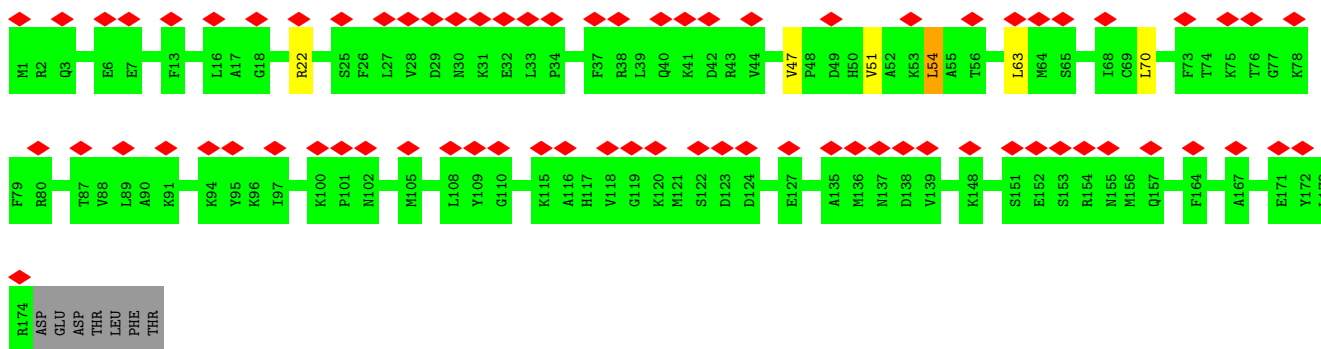 M1 R2 Q3 E6 E7 F13 L16 A17 G18 R22 S25 F26 L27 V28 D29 N30 K31 E32 L33 P34 F37 R38 L39 Q40 K41 D42 R43 V44 V47 P48 D49 H50 V51 A52 K53 L54 A55 T56 L63 M64 S65 I68 C69 L70 F73 T74 K75 T76 G77 K78
F79 R80 T87 V88 L89 A90 K91 K94 Y95 K96 I97 K100 P101 N102 M105 L108 Y109 G110 K115 A116 H117 V118 G119 K120 M121 S122 D123 D124 E127 A135 M136 N137 D138 V139 K148 S151 E152 S153 R154 N155 M156 Q157 F164 A167 E171 Y172
R174 ASP GLU ASP THR LEU PHE THR